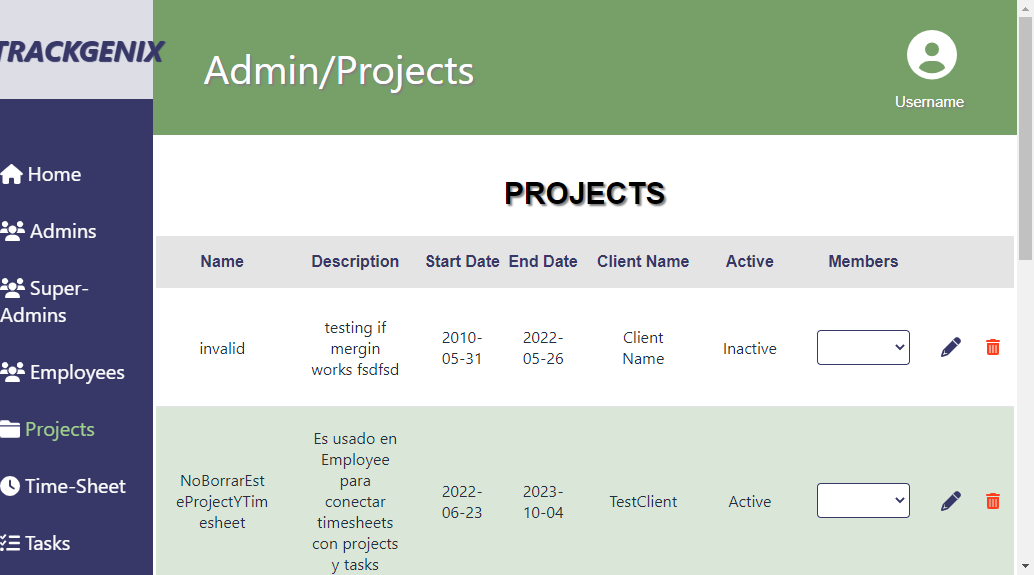 TRACKGENIX
Admin/Projects
Username
Home
Admins
Super-
Admins
Employees
Projects
Time-Sheet
Tasks
PROJECTS
Name Description Start Date End Date Client Name Active Members
invalid
testing if
mergin
works fsdfsd
2010-
05-31
2022-
05-26
Client
Name
Inactive
NoBorrarEst
eProjectYTim
esheet
Es usado en
Employee
para
conectar
timesheets
con projects
y tasks
2022-
06-23
2023-
10-04
TestClient
Active